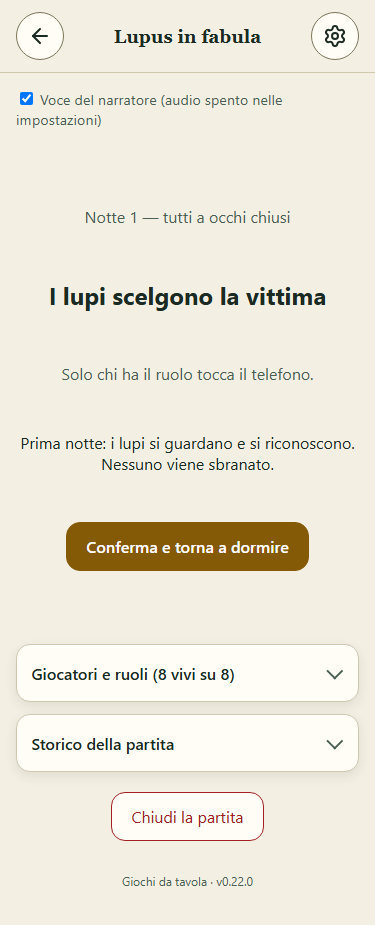 Lupus in fabula
Voce del narratore (audio spento nelle
impostazioni)
Notte 1 — tutti a occhi chiusi
I lupi scelgono la vittima
Solo chi ha il ruolo tocca il telefono.
Prima notte: i lupi si guardano e si riconoscono.
Nessuno viene sbranato.
Conferma e torna a dormire
Giocatori e ruoli (8 vivi su 8)
Storico della partita
Chiudi la partita
Giochi da tavola · v0.22.0